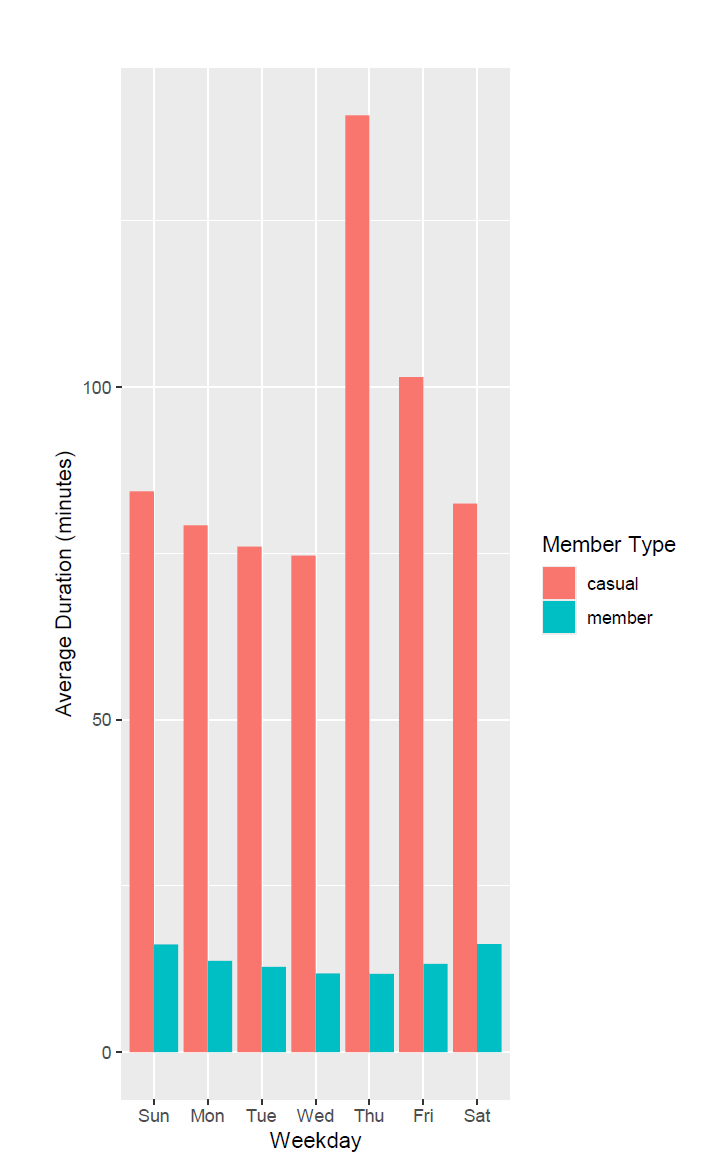 100
50
0
Average Duration (minutes)
Sun Mon Tue Wed Thu Fri Sat
Weekday
Member Type
casual
member